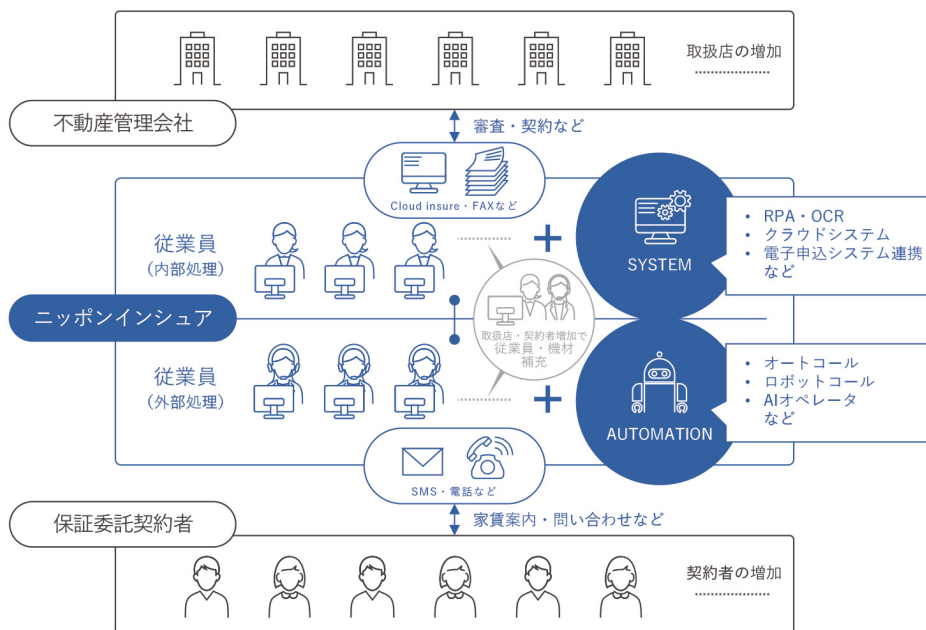 取扱店の増加
不動産管理会社
審査・契約など
Cloud insure・FAXなど
従業員
(内部処理)
SYSTEM
• RPA・OCR
• クラウドシステム
• 電子申込システム連携
など
ニッポンインシュア
取扱店・契約者増加で
従業員・機材
補充
従業員
(外部処理)
AUTOMATION
• オートコール
• ロボットコール
• AIオペレータ
など
SMS・電話など
保証委託契約者
家賃案内・問い合わせなど
契約者の増加